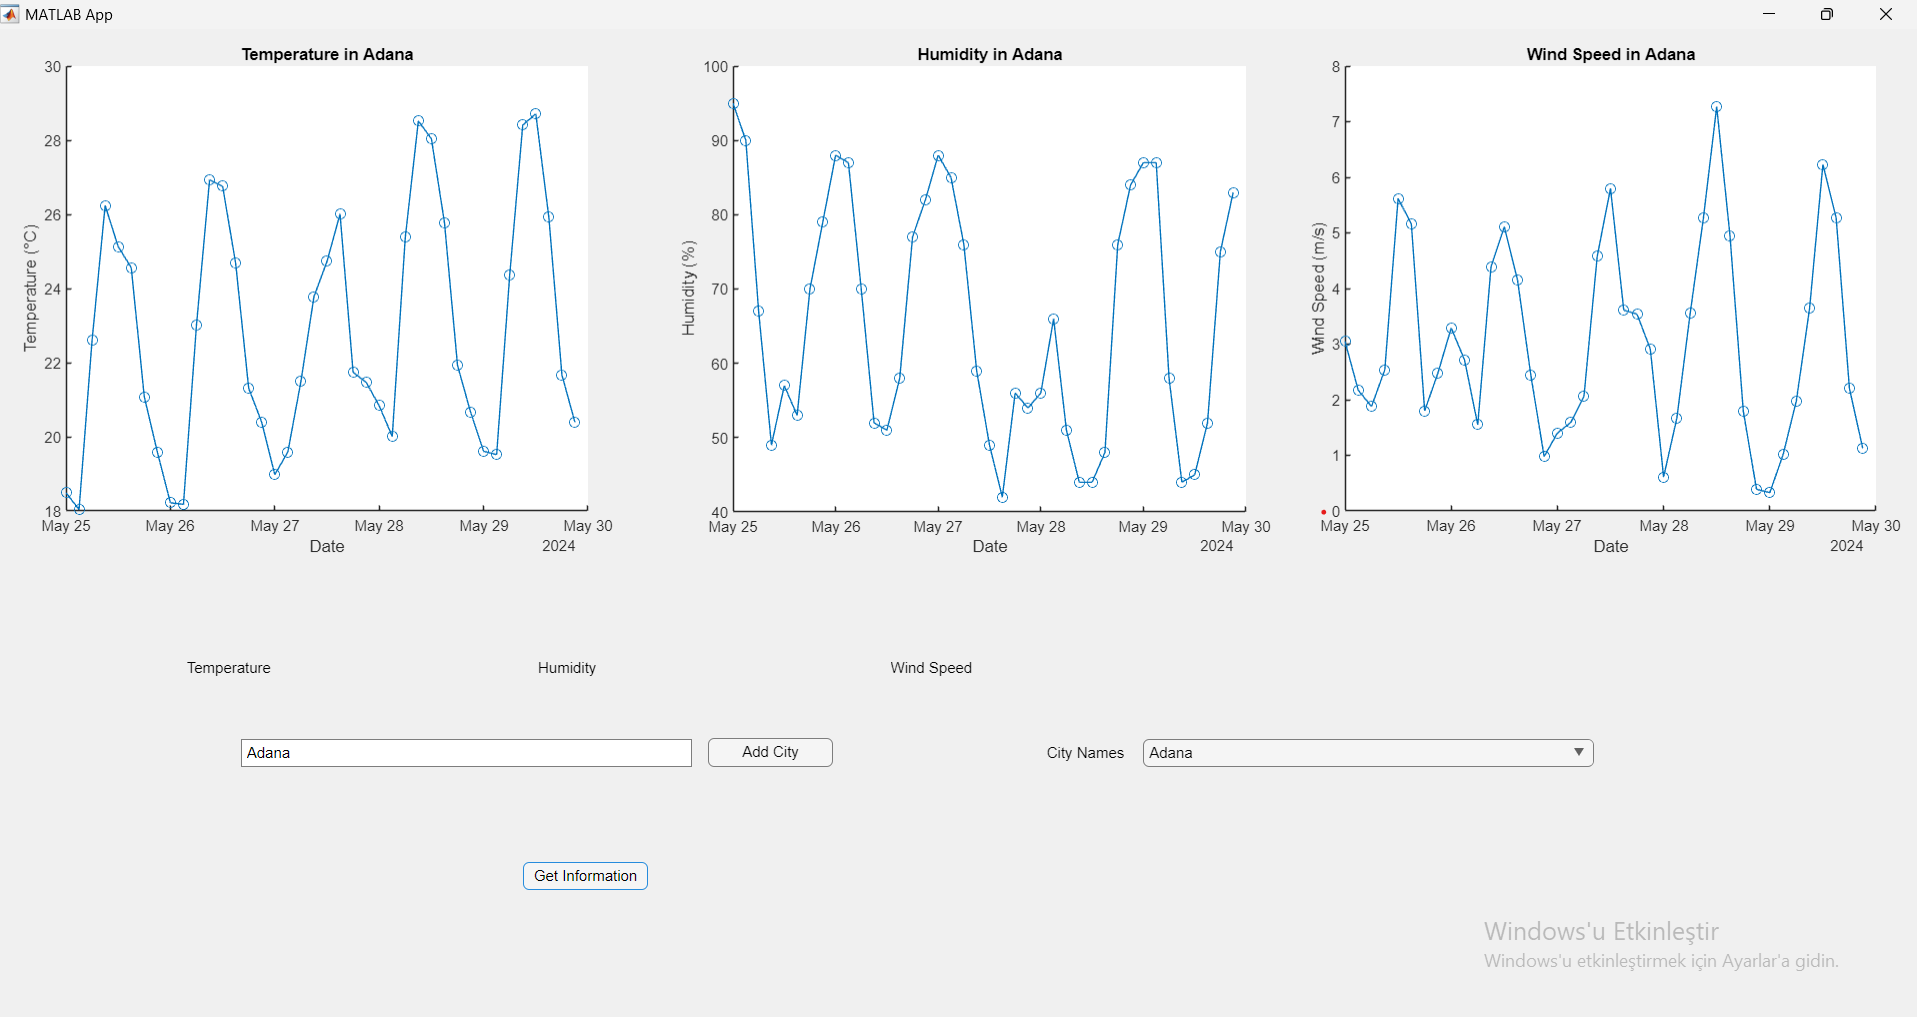 MATLAB App
Temperature in Adana
30
28
26
24
22
20
18
Temperature (°C)
May 25 May 26 May 27 May 28 May 29 May 30
Date
2024
Humidity in Adana
100
90
80
70
60
50
40
Humidity (%)
May 25 May 26 May 27 May 28 May 29 May 30
Date
2024
Wind Speed in Adana
8
7
6
5
4
3
2
1
0
Wind Speed (m/s)
May 25 May 26 May 27 May 28 May 29 May 30
Date
2024
Temperature
Humidity
Wind Speed
Adana
Add City
City Names
Adana
Get Information
Windows'u Etkinleştir
Windows'u etkinleştirmek için Ayarlar'a gidin.